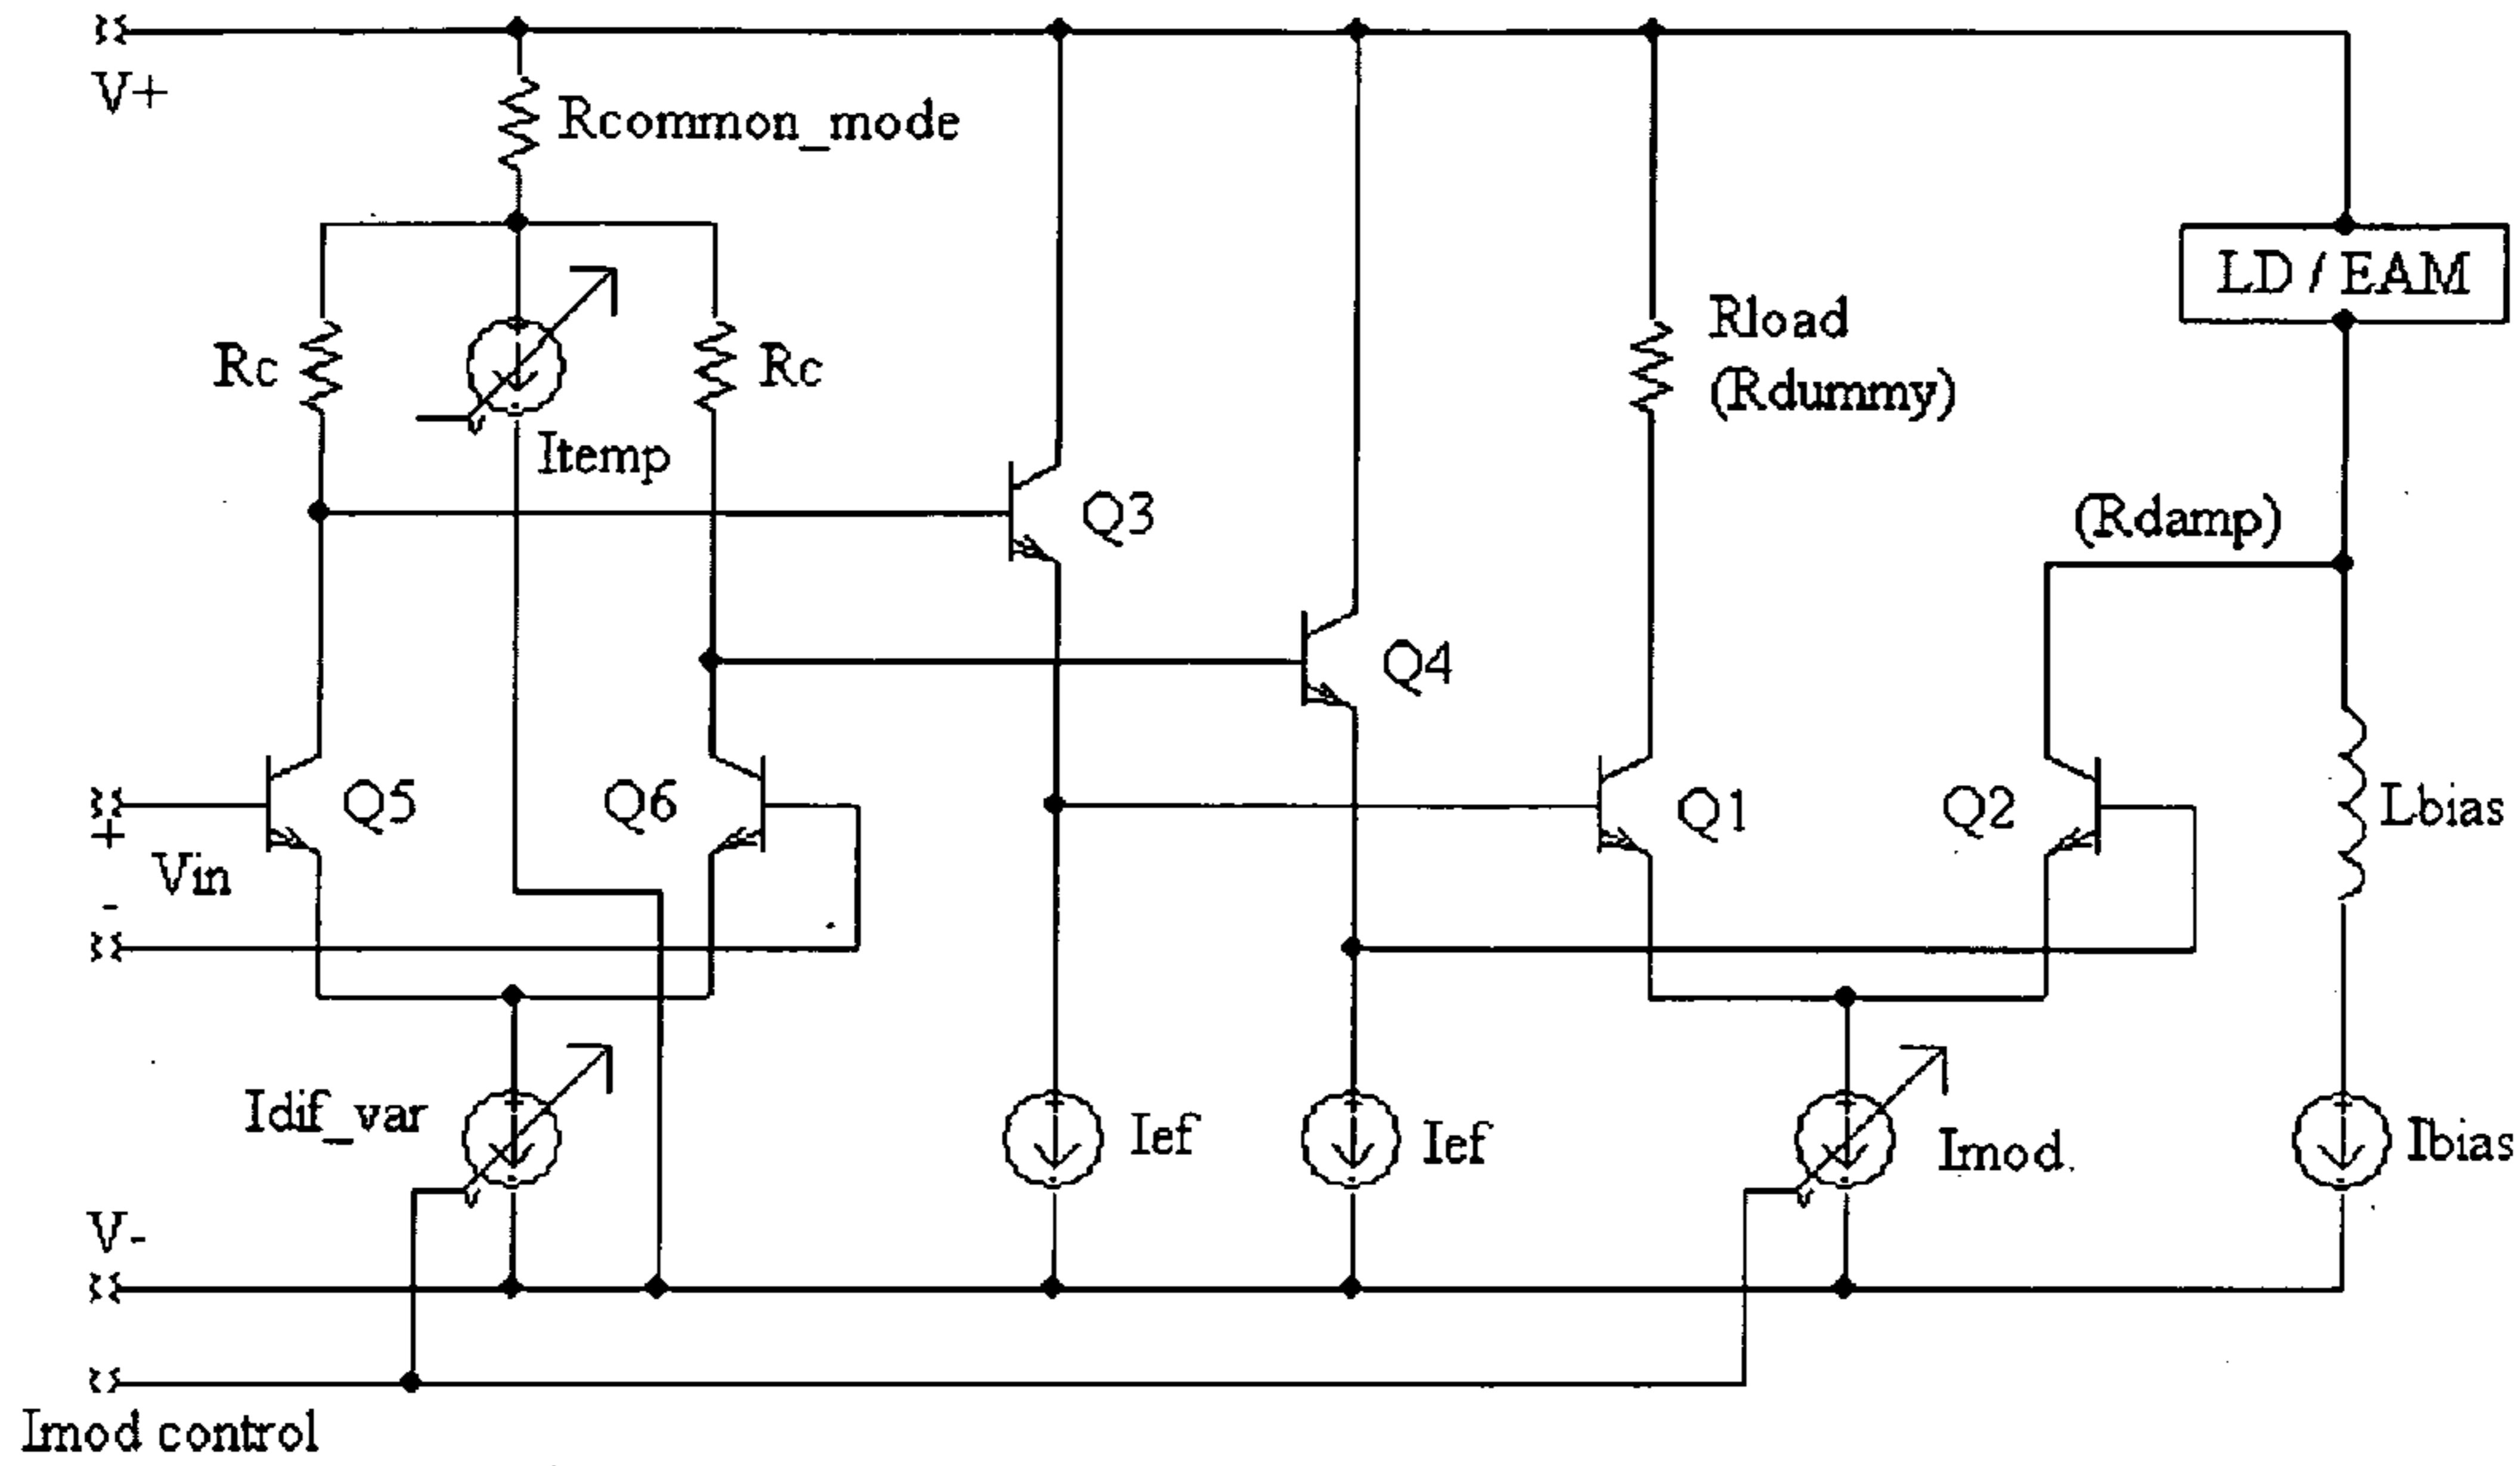 V+
Rcommon_mode
LD / EAM
Rc
Rc
Rload
(Rdummy)
Itemp
Q3
(Rdamp)
Q4
Q5
Q6
Q1
Q2
Lbias
+
Vin
-
Idif_var
Ief
Ief
Imod
Ibias
V-
Imod control